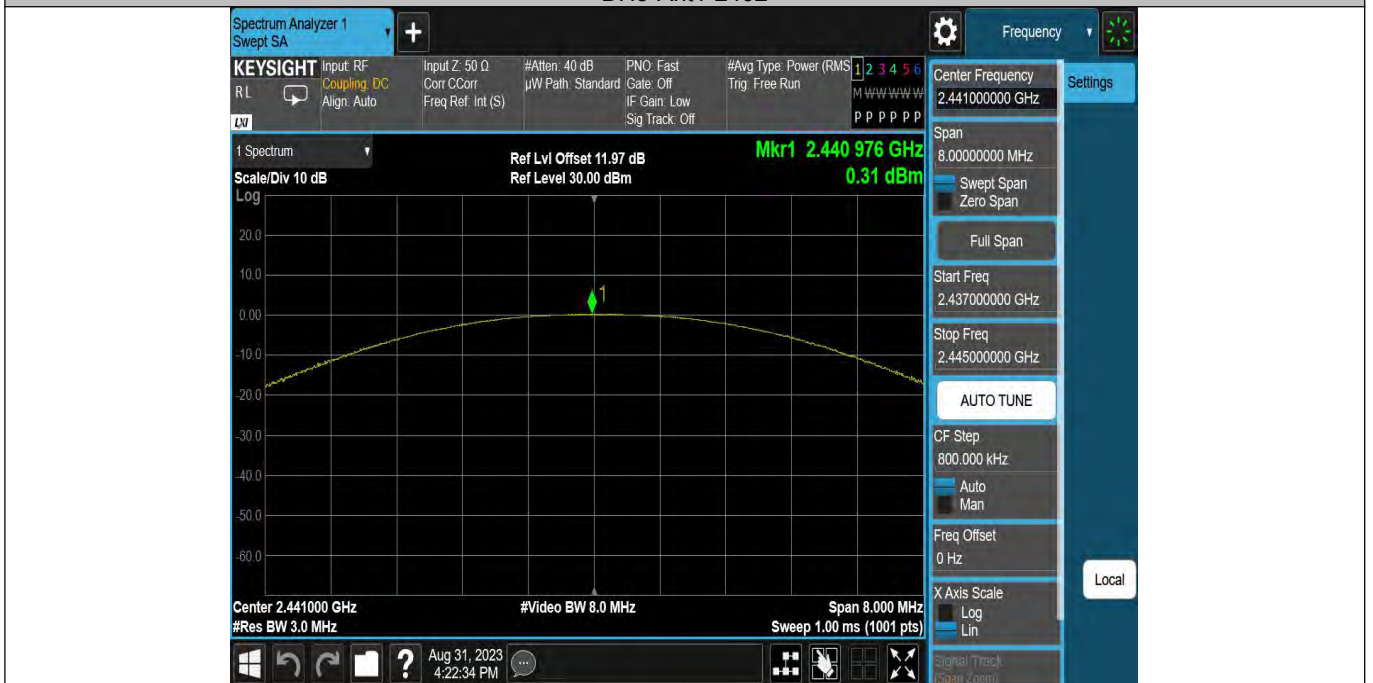 Spectrum Analyzer 1
Swept SA
+
Frequency
KEYSIGHT
RL
LXI
Input: RF
Coupling: DC
Align: Auto
Input Z: 50 Ω
Corr CCorr
Freq Ref: Int (S)
#Atten: 40 dB
µW Path: Standard
PNO: Fast
Gate: Off
IF Gain: Low
Sig Track: Off
#Avg Type: Power (RMS
Trig: Free Run
1 2 3 4 5 6
M W W W W W
P P P P P P
1 Spectrum
Scale/Div 10 dB
Log
Ref Lvl Offset 11.97 dB
Ref Level 30.00 dBm
Mkr1 2.440 976 GHz
0.31 dBm
20.0
10.0
0.00
-10.0
-20.0
-30.0
-40.0
-50.0
-60.0
1
Center 2.441000 GHz
#Res BW 3.0 MHz
#Video BW 8.0 MHz
Span 8.000 MHz
Sweep 1.00 ms (1001 pts)
Aug 31, 2023
4:22:34 PM
?
Center Frequency
2.441000000 GHz
Settings
Span
8.00000000 MHz
Swept Span
Zero Span
Full Span
Start Freq
2.437000000 GHz
Stop Freq
2.445000000 GHz
AUTO TUNE
CF Step
800.000 kHz
Auto
Man
Freq Offset
0 Hz
X Axis Scale
Log
Lin
Local
Signal Track
(Span Zoom)